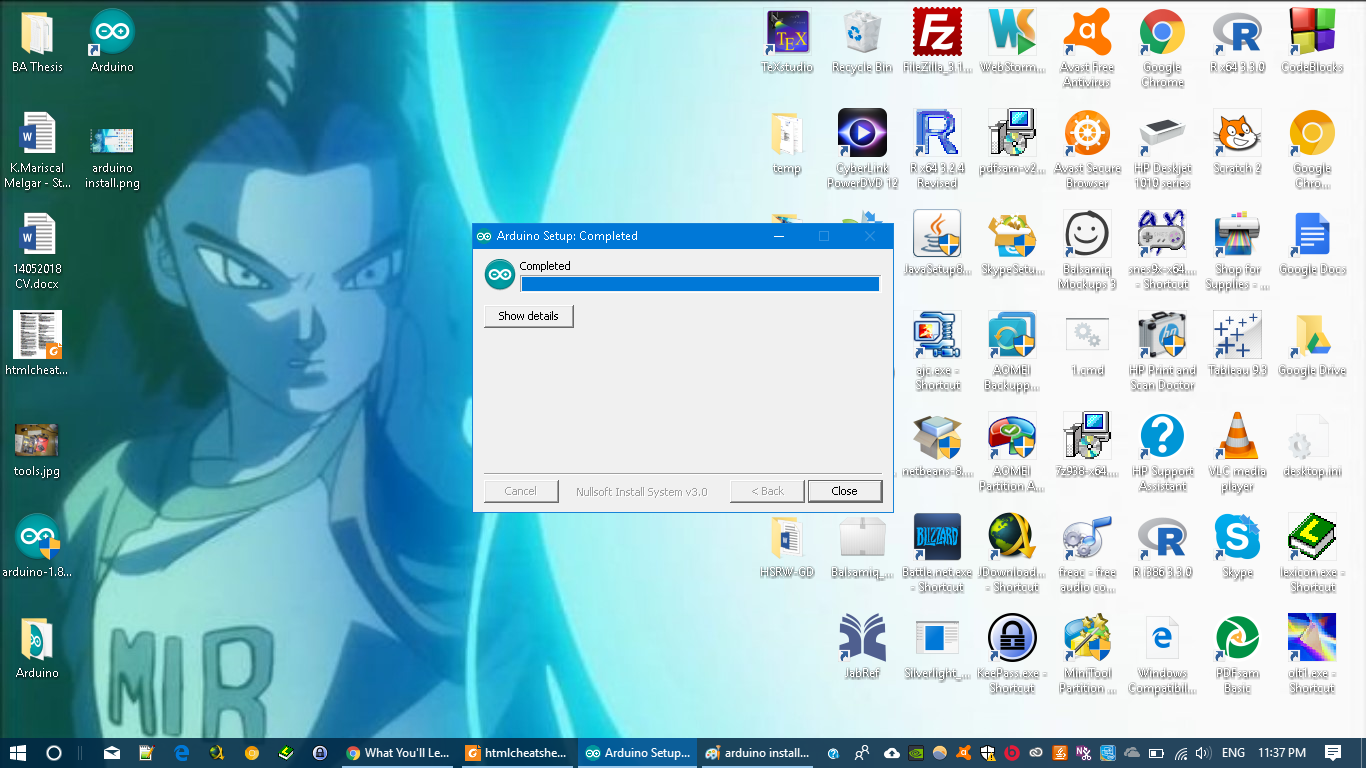 BA Thesis
Arduino
K.Mariscal
Melgar - St...
arduino
install.png
14052018
CV.docx
htmlcheat...
tools.jpg
arduino-1.8...
Arduino
MIR
TeXstudio
Recycle Bin
FileZilla_3.1...
WebStorm...
Avast Free
Antivirus
Google
Chrome
R x64 3.3.0
CodeBlocks
temp
CyberLink
PowerDVD 12
R x64 3.2.4
Revised
pdfsam-v2...
Avast Secure
Browser
HP Deskjet
1010 series
Scratch 2
Google
Chro...
JavaSetup8...
SkypeSetu...
Balsamiq
Mockups 3
snes9x-x64....
- Shortcut
Shop for
Supplies - ...
Google Docs
ajc.exe -
Shortcut
AOMEI
Backupp...
1.cmd
HP Print and
Scan Doctor
Tableau 9.3
Google Drive
netbeans-8...
AOMEI
Partition A...
7z938-x64....
HP Support
Assistant
VLC media
player
desktop.ini
HSRW-GD
Balsamiq_...
BLIZZARD
Battle.net.exe
- Shortcut
JDownload...
- Shortcut
freac - free
audio co...
R i386 3.3.0
Skype
lexicon.exe -
Shortcut
JabRef
Silverlight_...
KeePass.exe -
Shortcut
MiniTool
Partition ...
Windows
Compatibil...
PDFsam
Basic
Shortcut
Arduino Setup: Completed
Completed
Show details
Cancel
Nullsoft Install System v3.0
< Back
Close
What You'll Le...
htmlcheatshe...
Arduino Setup...
arduino install...
ENG
11:37 PM